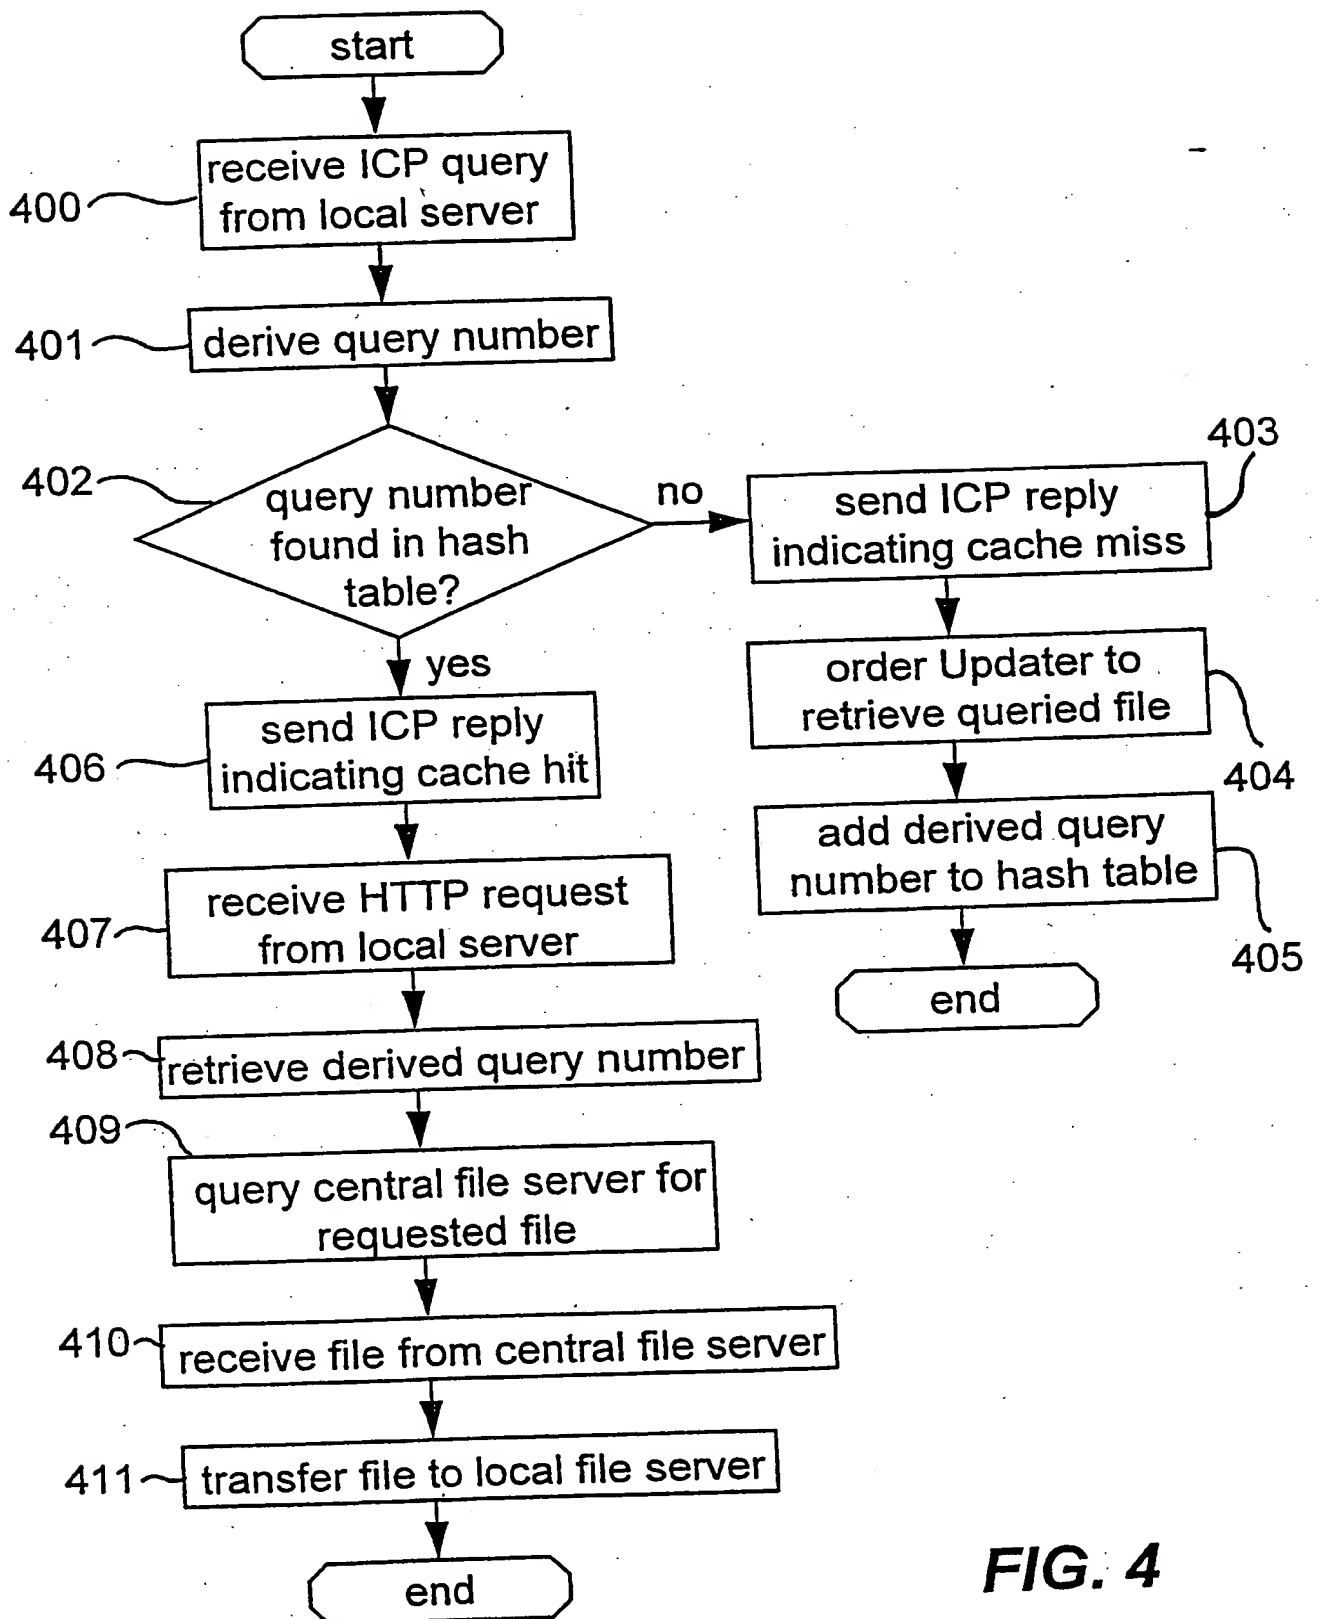 start
receive ICP query
from local server
400
derive query number
401
402
query number
found in hash
table?
no
yes
403
send ICP reply
indicating cache miss
order Updater to
retrieve queried file
404
add derived query
number to hash table
405
end
send ICP reply
indicating cache hit
406
receive HTTP request
from local server
407
408
retrieve derived query number
409
query central file server for
requested file
410
receive file from central file server
411
transfer file to local file server
end
FIG. 4